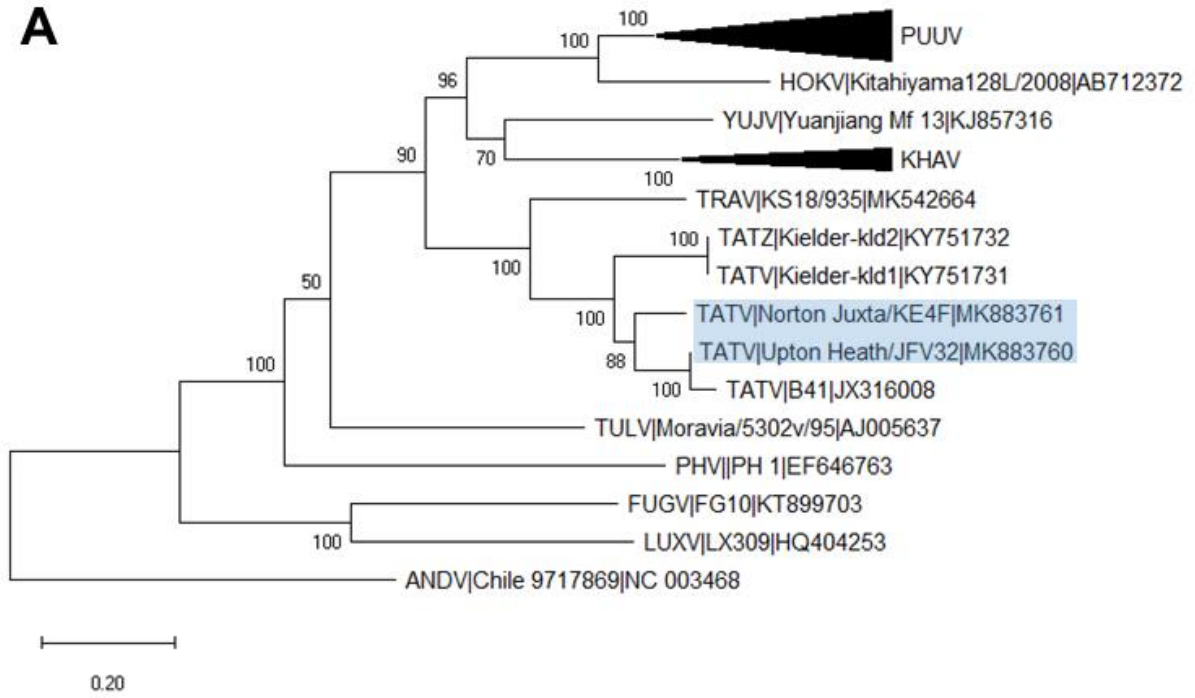 A
100
PUUV
100
HOKV|Kitahiyama128L/2008|AB712372
96
YUJV|Yuanjiang Mf 13|KJ857316
70
KHAV
100
90
TRAV|KS18/935|MK542664
100
TATZ|Kielder-kld2|KY751732
TATV|Kielder-kld1|KY751731
100
50
TATV|Norton Juxta/KE4F|MK883761
100
TATV|Upton Heath/JFV32|MK883760
88
100
TATV|B41|JX316008
100
TULV|Moravia/5302v/95|AJ005637
PHV||PH 1|EF646763
FUGV|FG10|KT899703
100
LUXV|LX309|HQ404253
ANDV|Chile 9717869|NC 003468
0.20